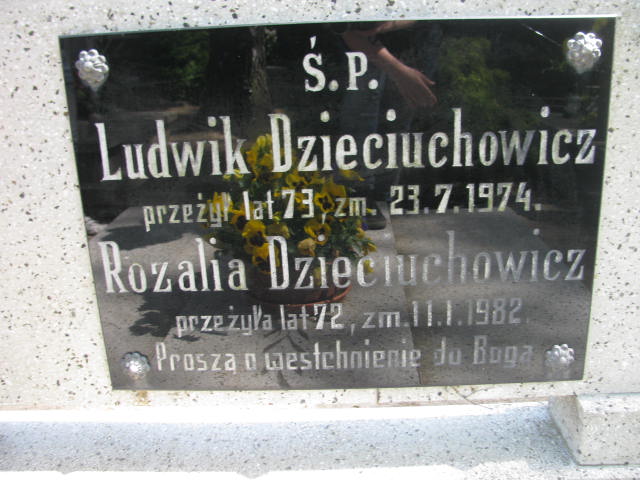 Ś.P.
Ludwik Dzieciuchowicz
przeżył lat 73, zm. 23.7.1974.
Rozalia Dzieciuchowicz
przeżyła lat 72, zm. 11.1.1982.
Proszą o westchnienie do Boga